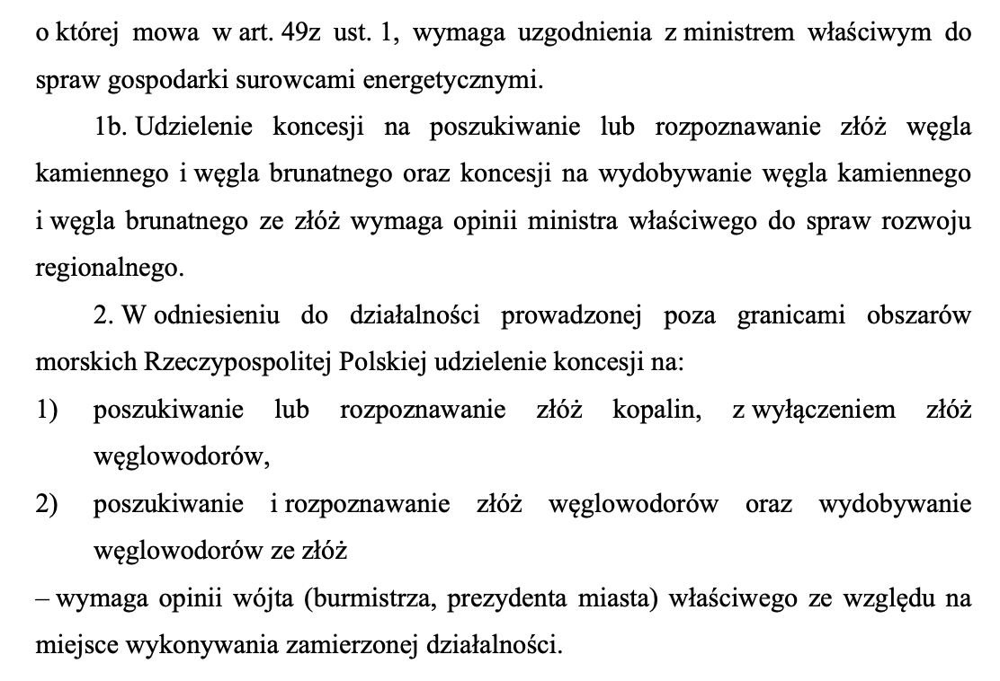 o której mowa w art. 49z ust. 1, wymaga uzgodnienia z ministrem właściwym do
spraw gospodarki surowcami energetycznymi.
1b. Udzielenie koncesji na poszukiwanie lub rozpoznawanie złóż węgla
kamiennego i węgla brunatnego oraz koncesji na wydobywanie węgla kamiennego
i węgla brunatnego ze złóż wymaga opinii ministra właściwego do spraw rozwoju
regionalnego.
2. W odniesieniu do działalności prowadzonej poza granicami obszarów
morskich Rzeczypospolitej Polskiej udzielenie koncesji na:
1) poszukiwanie lub rozpoznawanie złóż kopalin, z wyłączeniem złóż
węglowodorów,
2) poszukiwanie i rozpoznawanie złóż węglowodorów oraz wydobywanie
węglowodorów ze złóż
– wymaga opinii wójta (burmistrza, prezydenta miasta) właściwego ze względu na
miejsce wykonywania zamierzonej działalności.